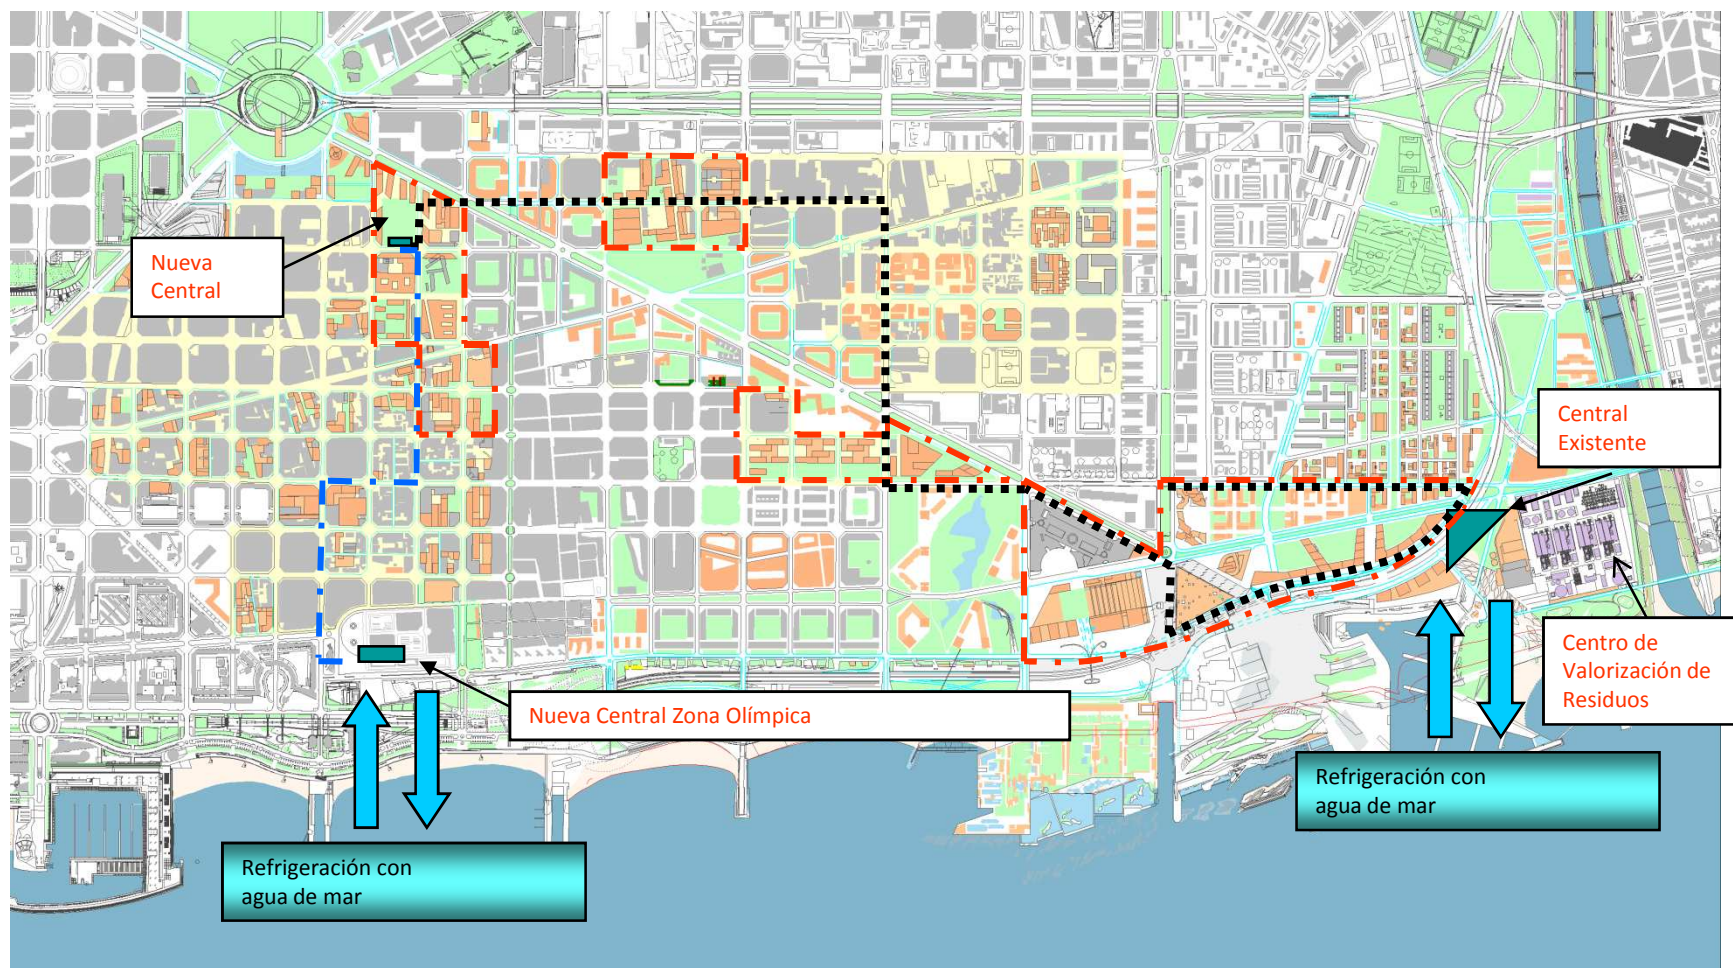 Nueva
Central
Central
Existente
Centro de
Valorización de
Residuos
Nueva Central Zona Olímpica
Refrigeración con
agua de mar
Refrigeración con
agua de mar